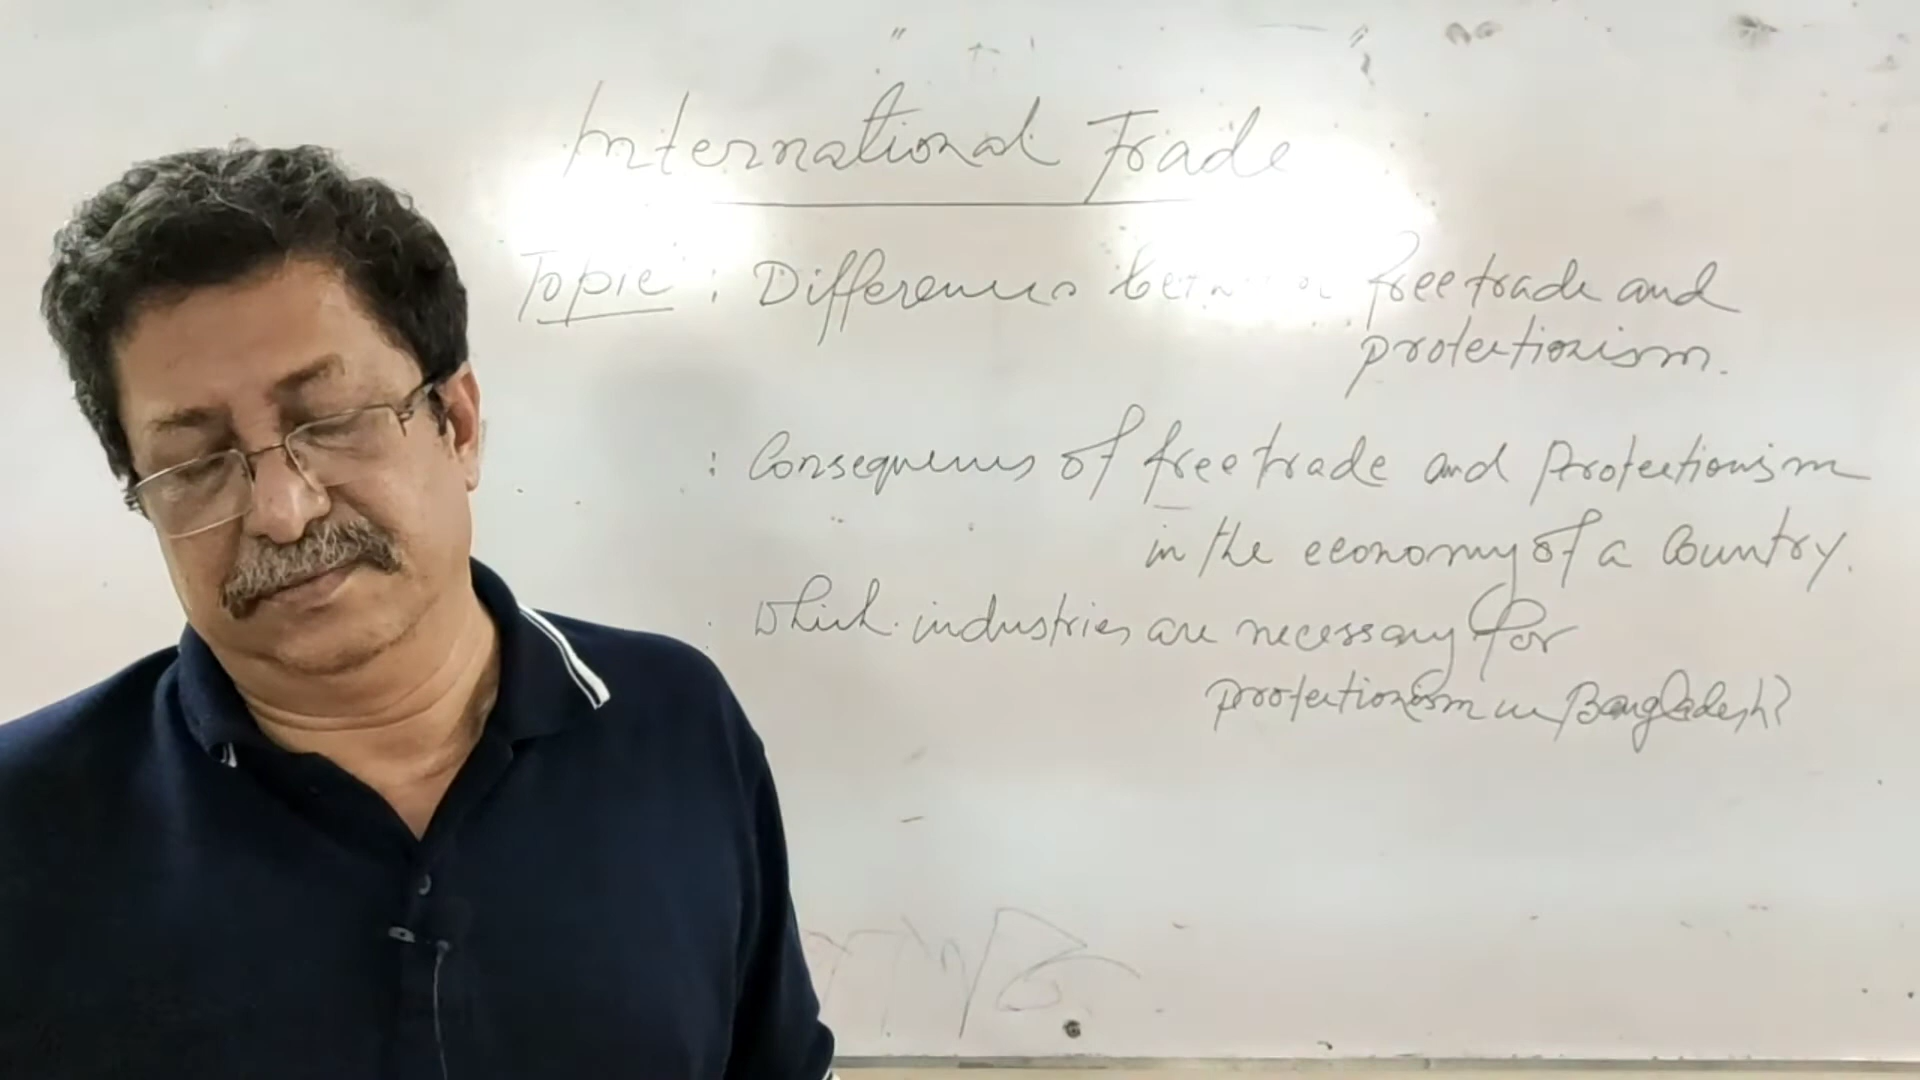 International Trade
Topic : Differences between free trade and
protectionism.
: Consequences of free trade and Protectionism
in the economy of a Country.
Which industries are necessary for
protectionism in Bangladesh?